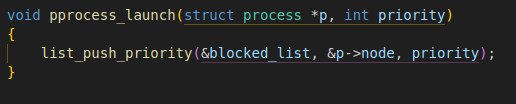 void pprocess_launch(struct process *p, int priority)
{
    list_push_priority(&blocked_list, &p->node, priority);
}